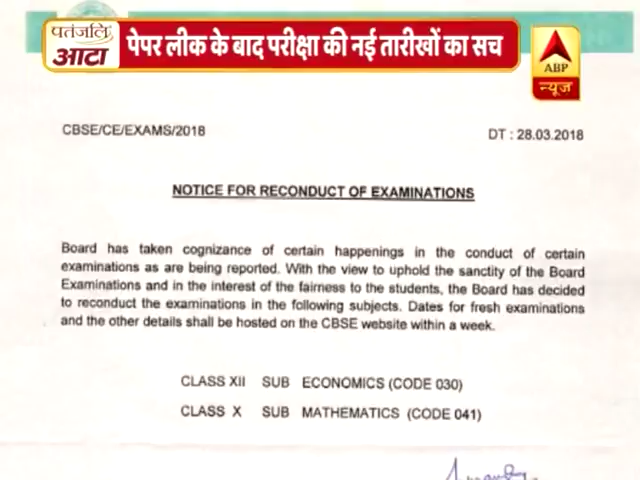 पतंजलि
आटा
पेपर लीक के बाद परीक्षा की नई तारीखों का सच
ABP
न्यूज़
CBSE/CE/EXAMS/2018
DT : 28.03.2018
NOTICE FOR RECONDUCT OF EXAMINATIONS
Board has taken cognizance of certain happenings in the conduct of certain
examinations as are being reported. With the view to uphold the sanctity of the Board
Examinations and in the interest of the fairness to the students, the Board has decided
to reconduct the examinations in the following subjects. Dates for fresh examinations
and the other details shall be hosted on the CBSE website within a week.
CLASS XII SUB ECONOMICS (CODE 030)
CLASS X SUB MATHEMATICS (CODE 041)